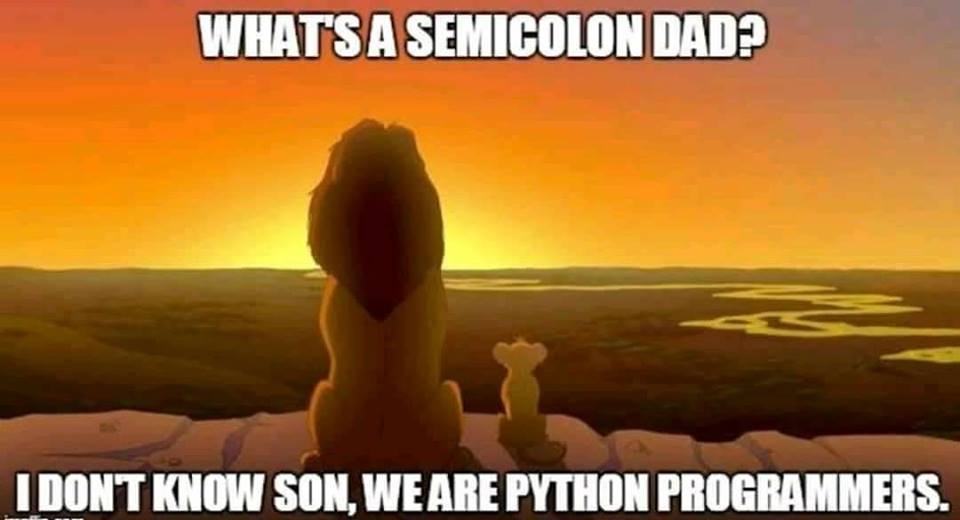 WHAT'S A SEMICOLON DAD?
I DON'T KNOW SON, WE ARE PYTHON PROGRAMMERS.